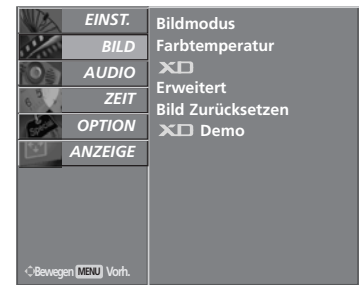 EINST.
BILD
AUDIO
ZEIT
OPTION
ANZEIGE
Bildmodus
Farbtemperatur
XD
Erweitert
Bild Zurücksetzen
XD Demo
Bewegen MENU Vorh.